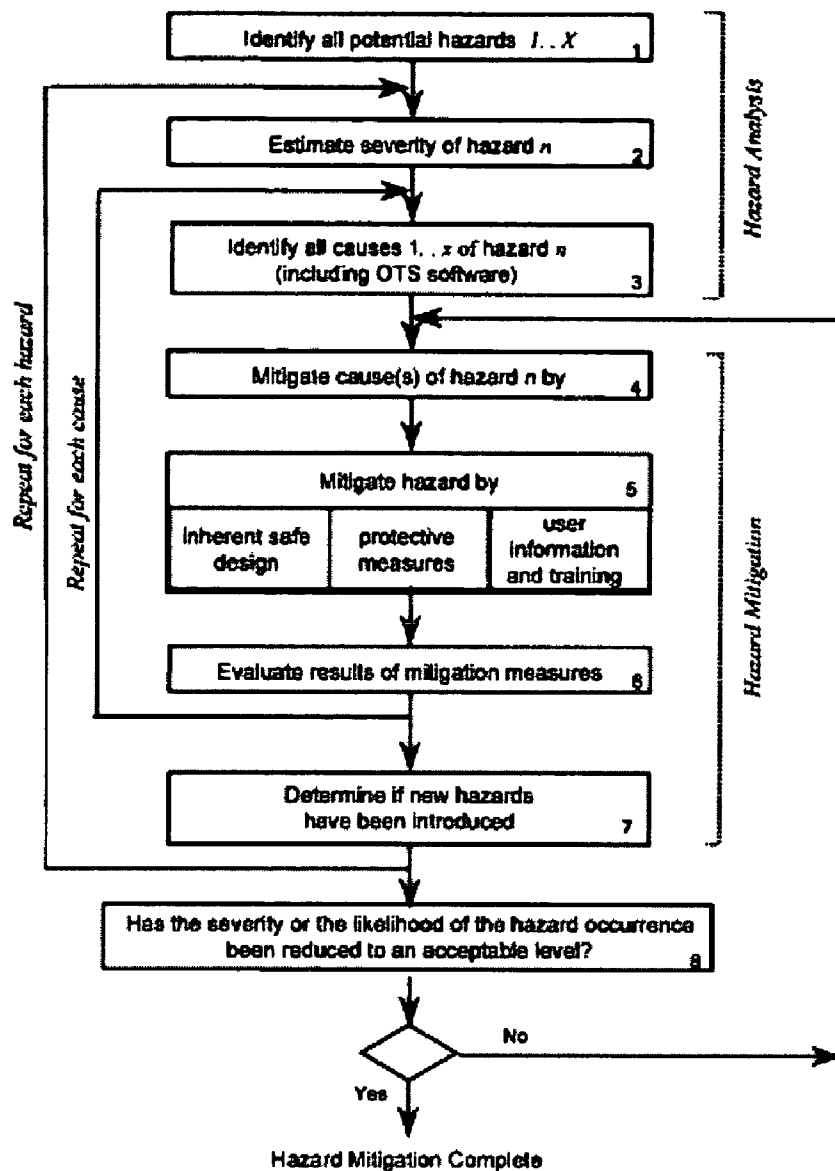 Identify all potential hazards 1. . X
1
Estimate severity of hazard n
2
Identify all causes 1. . x of hazard n
(including OTS software)
3
Hazard Analysis
Mitigate cause(s) of hazard n by
4
Mitigate hazard by
5
inherent safe
design
protective
measures
user
information
and training
Evaluate results of mitigation measures
6
Determine if new hazards
have been introduced
7
Hazard Mitigation
Repeat for each hazard
Repeat for each cause
Has the severity or the likelihood of the hazard occurrence
been reduced to an acceptable level?
8
No
Yes
Hazard Mitigation Complete